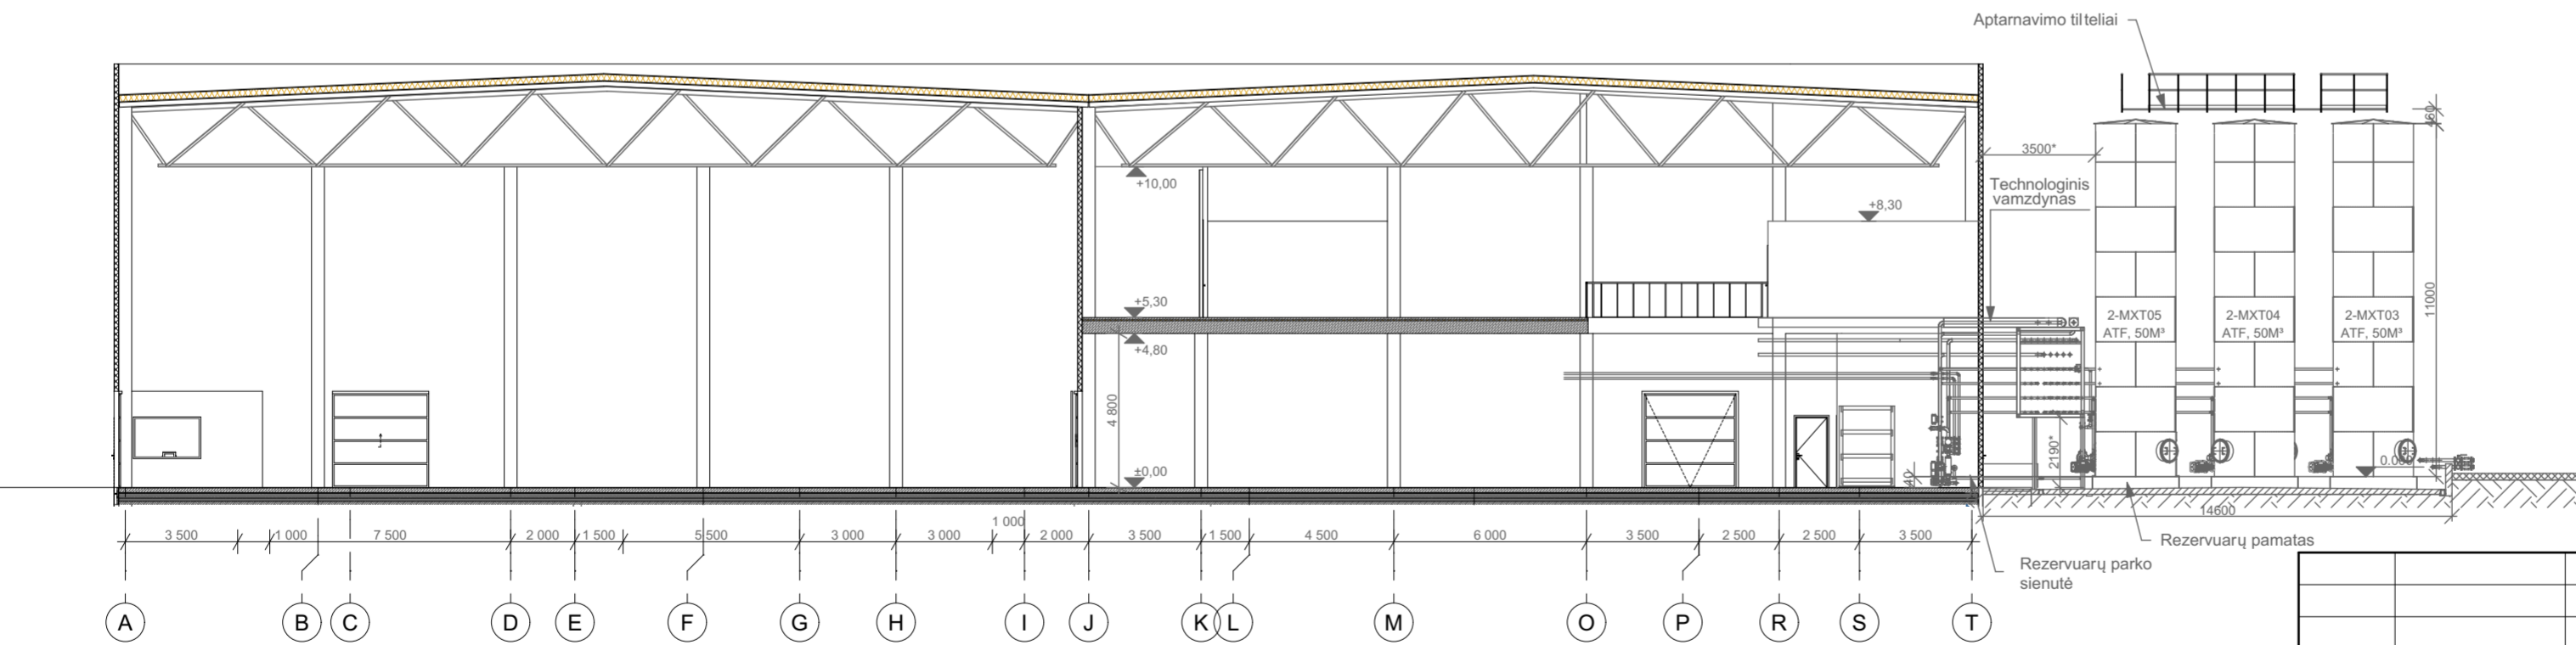 Aptarnavimo tilteliai
460
3500*
+10,00
Technologinis
vamzdynas
+8,30
11000
+5,30
2-MXT05
ATF, 50M³
2-MXT04
ATF, 50M³
2-MXT03
ATF, 50M³
+4,80
4 800
2190*
±0,00
40
0.000
14600
3 500
1 000
7 500
2 000
1 500
5 500
3 000
3 000
1 000
2 000
3 500
1 500
4 500
6 000
3 500
2 500
2 500
3 500
Rezervuarų pamatas
Rezervuarų parko
sienutė
A
B
C
D
E
F
G
H
I
J
K
L
M
O
P
R
S
T